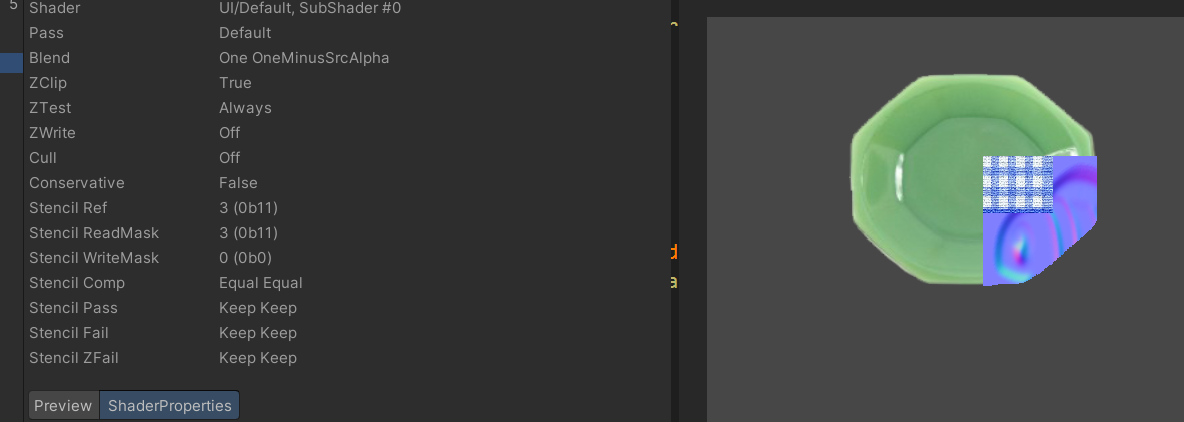 5
Shader UI/Default, SubShader #0
Pass Default
Blend One OneMinusSrcAlpha
ZClip True
ZTest Always
ZWrite Off
Cull Off
Conservative False
Stencil Ref 3 (0b11)
Stencil ReadMask 3 (0b11)
Stencil WriteMask 0 (0b0)
Stencil Comp Equal Equal
Stencil Pass Keep Keep
Stencil Fail Keep Keep
Stencil ZFail Keep Keep
d
a
Preview ShaderProperties